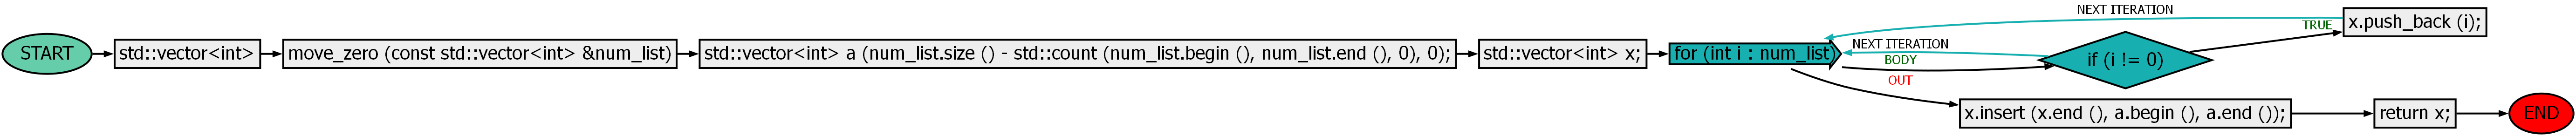 START
std::vector<int>
move_zero (const std::vector<int> &num_list)
std::vector<int> a (num_list.size () - std::count (num_list.begin (), num_list.end (), 0), 0);
std::vector<int> x;
for (int i : num_list)
NEXT ITERATION
NEXT ITERATION
BODY
OUT
if (i != 0)
TRUE
x.push_back (i);
x.insert (x.end (), a.begin (), a.end ());
return x;
END